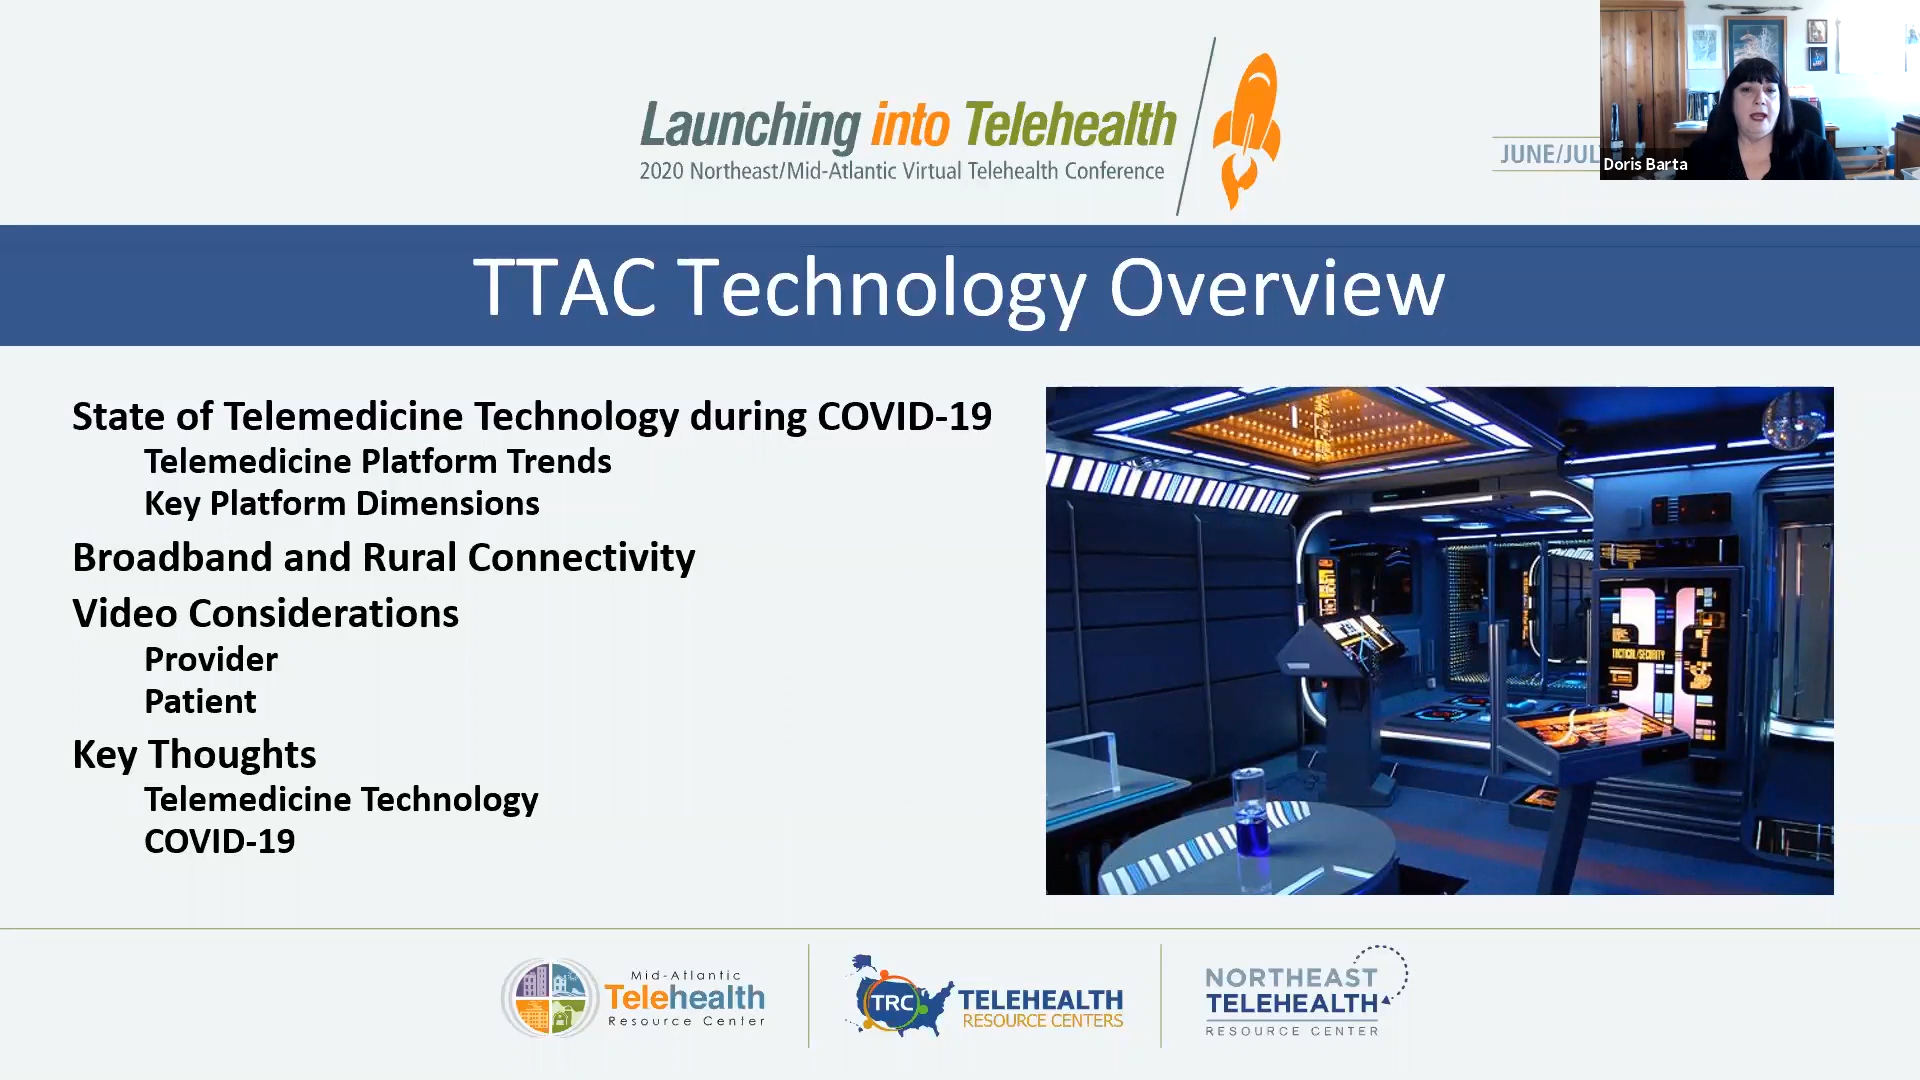 Launching into Telehealth
2020 Northeast/Mid-Atlantic Virtual Telehealth Conference
JUNE/JUL
Doris Barta
TTAC Technology Overview
State of Telemedicine Technology during COVID-19
Telemedicine Platform Trends
Key Platform Dimensions
Broadband and Rural Connectivity
Video Considerations
Provider
Patient
Key Thoughts
Telemedicine Technology
COVID-19
TACTICAL/SECURITY
Mid-Atlantic
Telehealth
Resource Center
TRC
TELEHEALTH
RESOURCE CENTERS
NORTHEAST
TELEHEALTH
RESOURCE CENTER